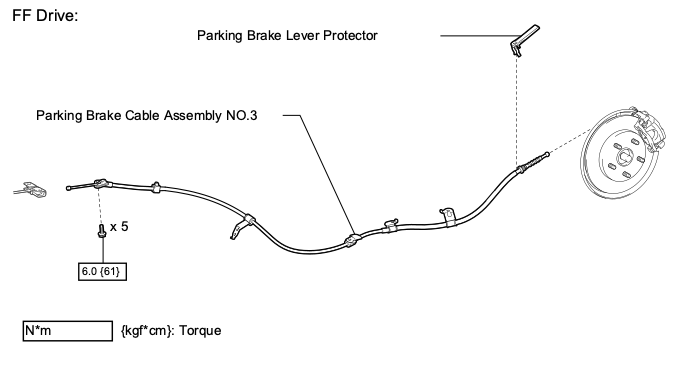 FF Drive:
Parking Brake Lever Protector
Parking Brake Cable Assembly NO.3
x 5
6.0 {61}
N*m {kgf*cm}: Torque